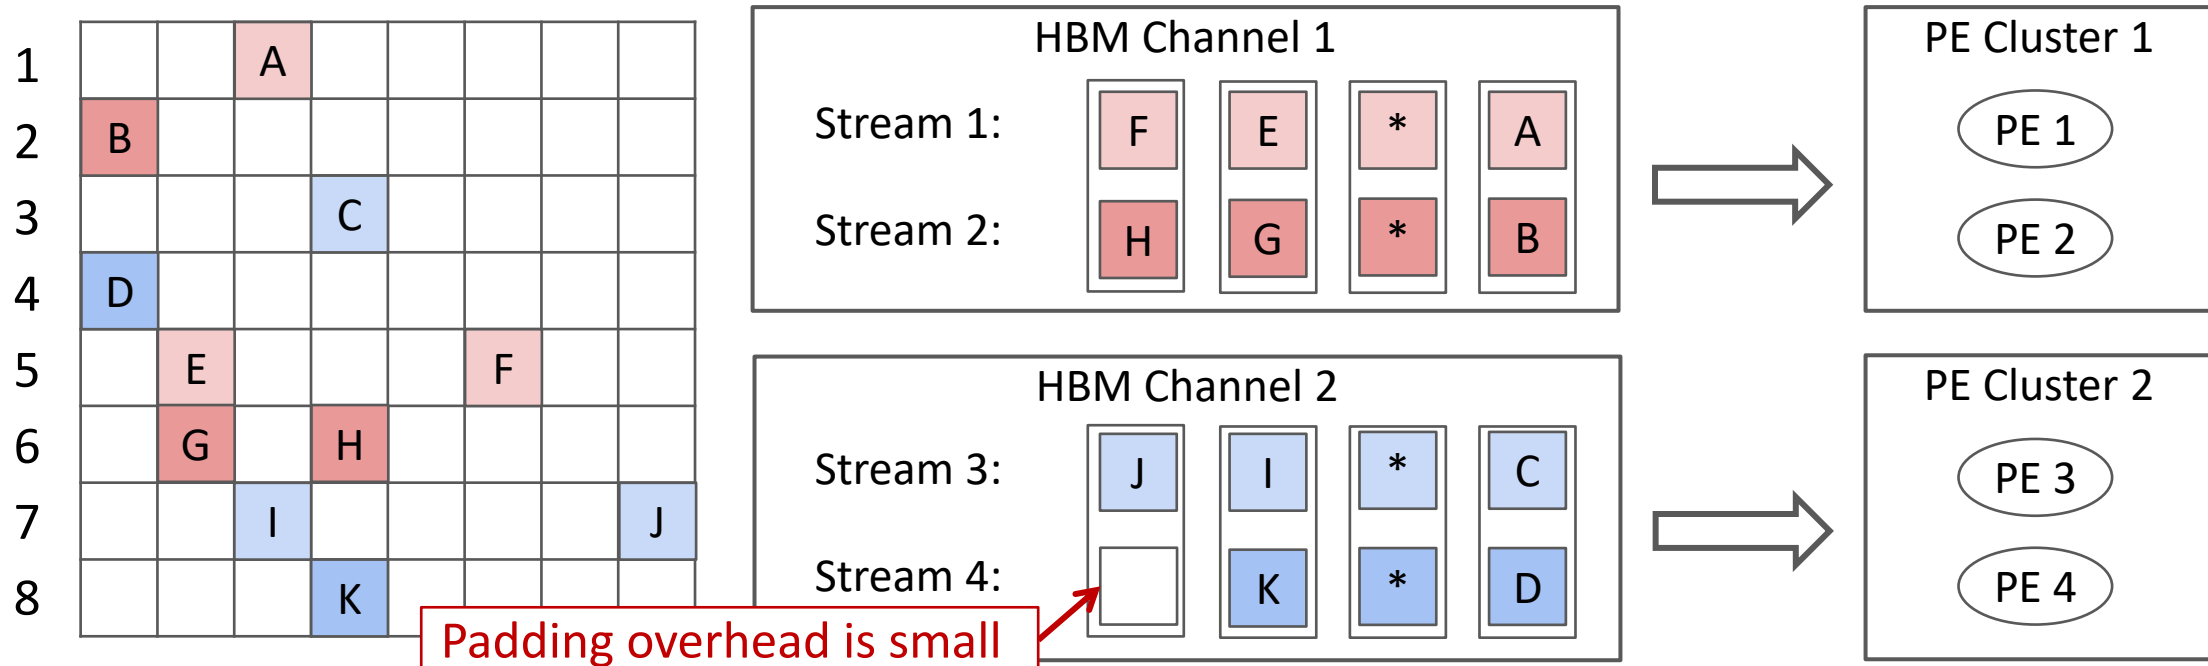 1 A
2 B
3 C
4 D
5 E F
6 G H
7 I J
8 K
HBM Channel 1
Stream 1: F E * A
Stream 2: H G * B
HBM Channel 2
Stream 3: J I * C
Stream 4: K * D
Padding overhead is small
PE Cluster 1
PE 1
PE 2
PE Cluster 2
PE 3
PE 4